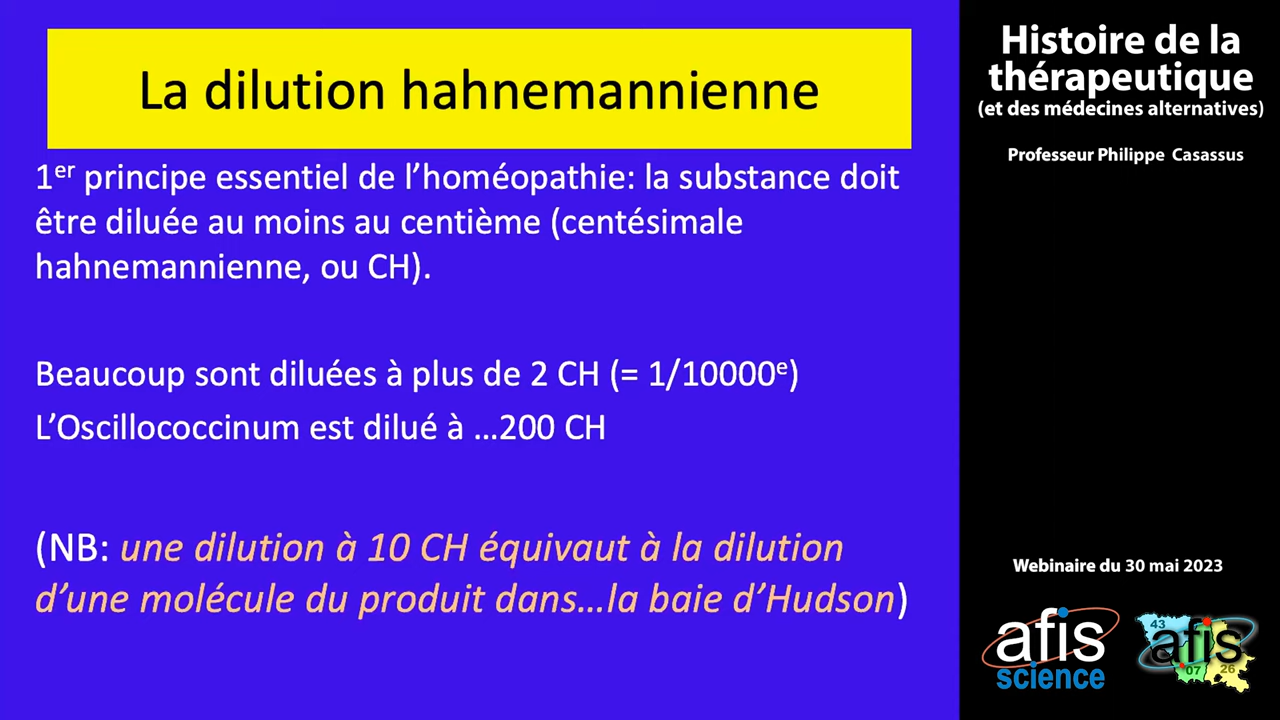 La dilution hahnemannienne
1er principe essentiel de l’homéopathie: la substance doit
être diluée au moins au centième (centésimale
hahnemannienne, ou CH).
Beaucoup sont diluées à plus de 2 CH (= 1/10000e)
L’Oscillococcinum est dilué à …200 CH
(NB: une dilution à 10 CH équivaut à la dilution
d’une molécule du produit dans…la baie d’Hudson)
Histoire de la
thérapeutique
(et des médecines alternatives)
Professeur Philippe Casassus
Webinaire du 30 mai 2023
afis
science
43
afis
07
26